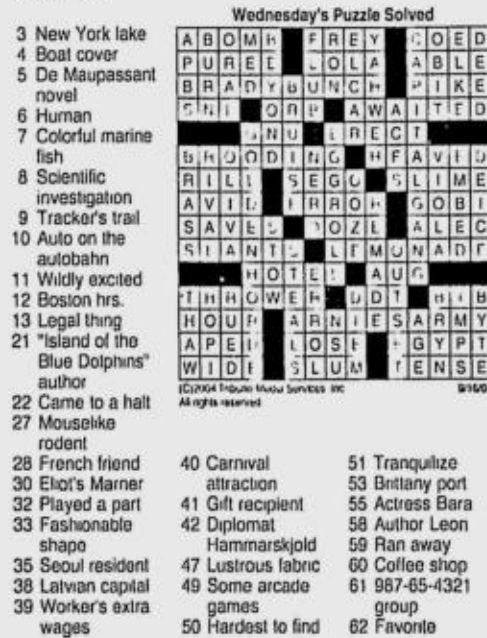 Wednesday's Puzzle Solved
3 New York lake
4 Boat cover
5 De Maupassant
novel
6 Human
7 Colorful marine
fish
8 Scientific
investigation
9 Tracker's trail
10 Auto on the
autobahn
11 Wildly excited
12 Boston hrs.
13 Legal thing
21 "Island of the
Blue Dolphins"
author
22 Came to a halt
27 Mouselike
rodent
28 French friend
30 Eliot's Marner
32 Played a part
33 Fashionable
shape
35 Seoul resident
38 Latvian capital
39 Worker's extra
wages
A B O M B F R E Y C O E D
P U R E E L O L A A B L E
B R A D Y B U N C H P I K E
S N L O R B A W A I T E D
G N U E R E C T
B R O O D I N G H E A V E D
R I L L S E G O S L I M E
A V I D E R R O R G O B I
S A V E S D O Z E A L E C
S L A N T S L E M O N A D E
H O T E L A U G
T H R O W E R D D T B I B
H O U R A R N I E S A R M Y
A P E D L O S E E G Y P T
W I D E S L U M T E N S E
(C)2004 Tribune Media Services, Inc.
All rights reserved.
40 Carnival
attraction
41 Gift recipient
42 Diplomat
Hammarskjold
47 Lustrous fabric
49 Some arcade
games
50 Hardest to find
51 Tranquilize
53 Brittany port
55 Actress Bara
58 Author Leon
59 Ran away
60 Coffee shop
61 987-65-4321
group
62 Favorite